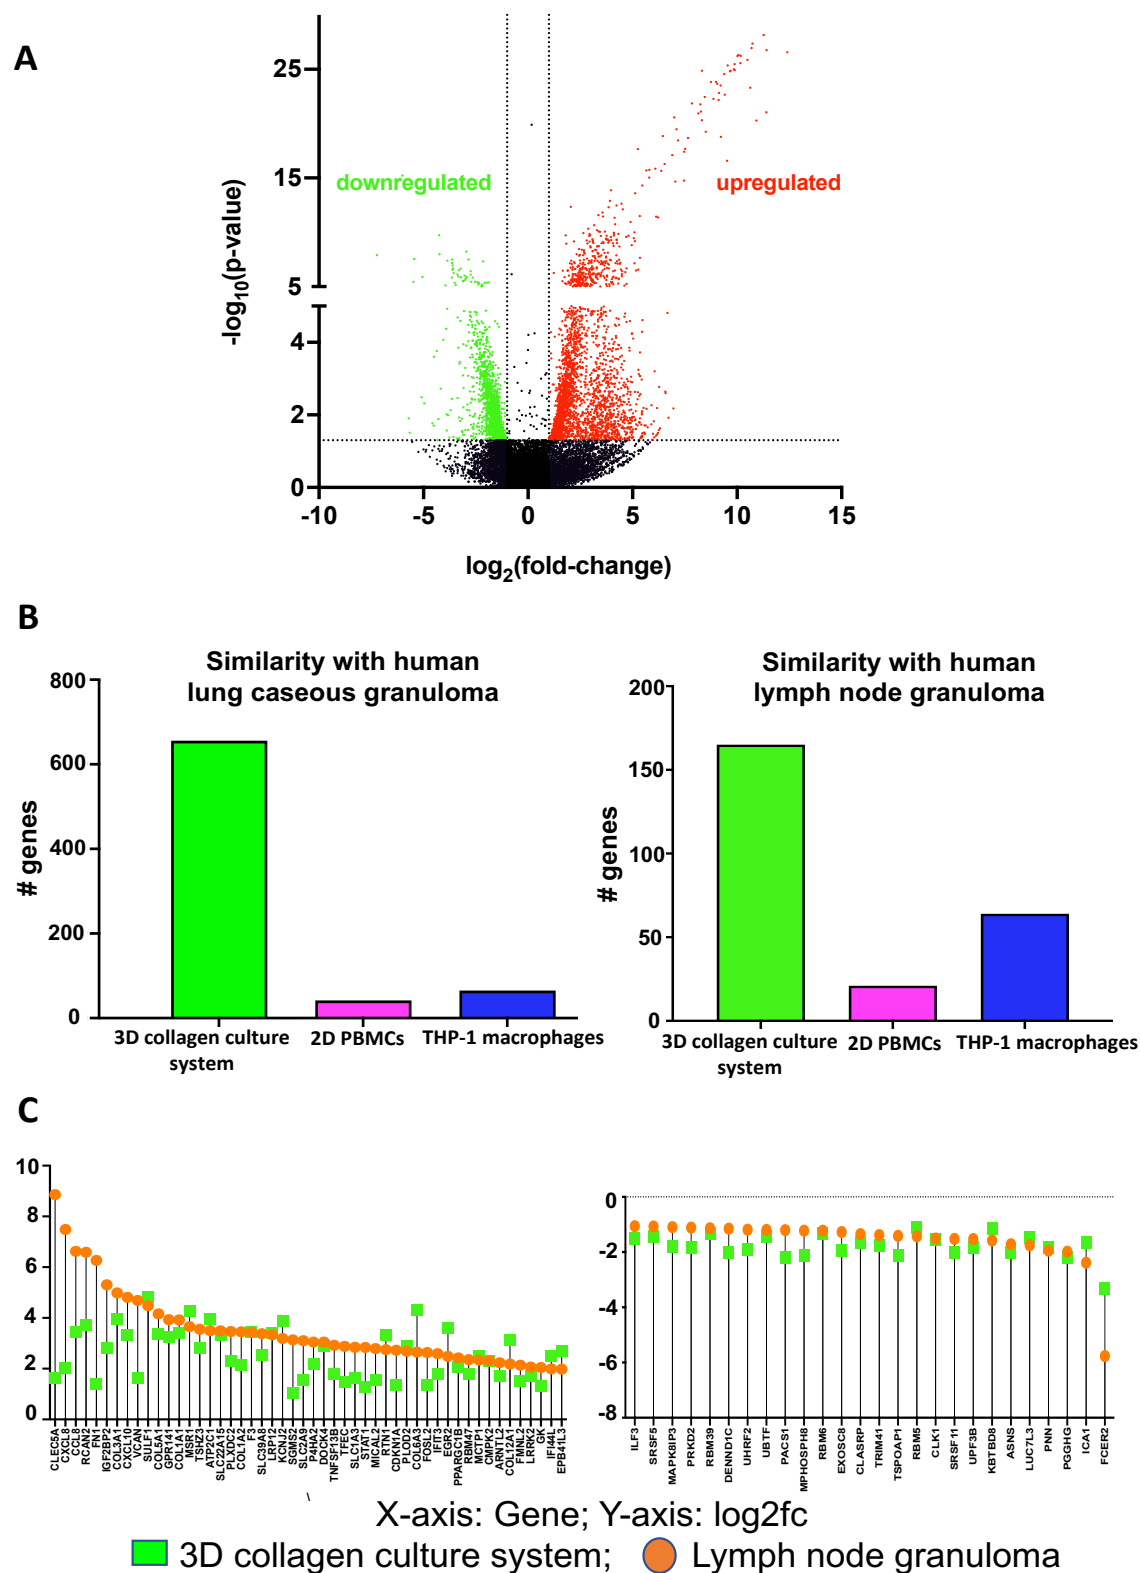 A
25
15
5
4
2
0
-log10(p-value)
downregulated
upregulated
-10 -5 0 5 10 15
log2(fold-change)
B
Similarity with human
lung caseous granuloma
800
600
400
200
0
# genes
3D collagen culture
system
2D PBMCs
THP-1 macrophages
Similarity with human
lymph node granuloma
200
150
100
50
0
# genes
3D collagen culture
system
2D PBMCs
THP-1 macrophages
C
10
8
6
4
2
0
CLEC5A
CXCL8
CCL8
RCAN2
FN1
IGF2BP2
COL3A1
CXCL10
VCAN
SULF1
COL5A1
GPR141
COL1A1
MSR1
TSHZ3
ATP2C1
SLC22A15
PLXDC2
COL1A2
F3
SLC39A8
LRP12
KCNJ2
SGMS2
SLC2A9
P4HA2
DOCK4
TNFSF13B
TFEC
SLC1A3
STAT1
MICAL2
RTN1
CDKN1A
PLOD2
COL6A3
FOSL2
IFIT3
EGR2
PPARGC1B
RBM47
MCTP1
CMPK2
ARNTL2
COL12A1
FMNL2
LRRK2
GK
IFI44L
EPB41L3
0
-2
-4
-6
-8
ILF3
SRSF5
MAPK8IP3
PRKD2
RBM39
DENND1C
UHRF2
UBTF
PACS1
MPHOSPH8
RBM6
EXOSC8
CLASRP
TRIM41
TSPOAP1
RBM5
CLK1
SRSF11
UPF3B
KBTBD8
ASNS
LUC7L3
PNN
PGGHG
ICA1
FCER2
\
X-axis: Gene; Y-axis: log2fc
3D collagen culture system; Lymph node granuloma